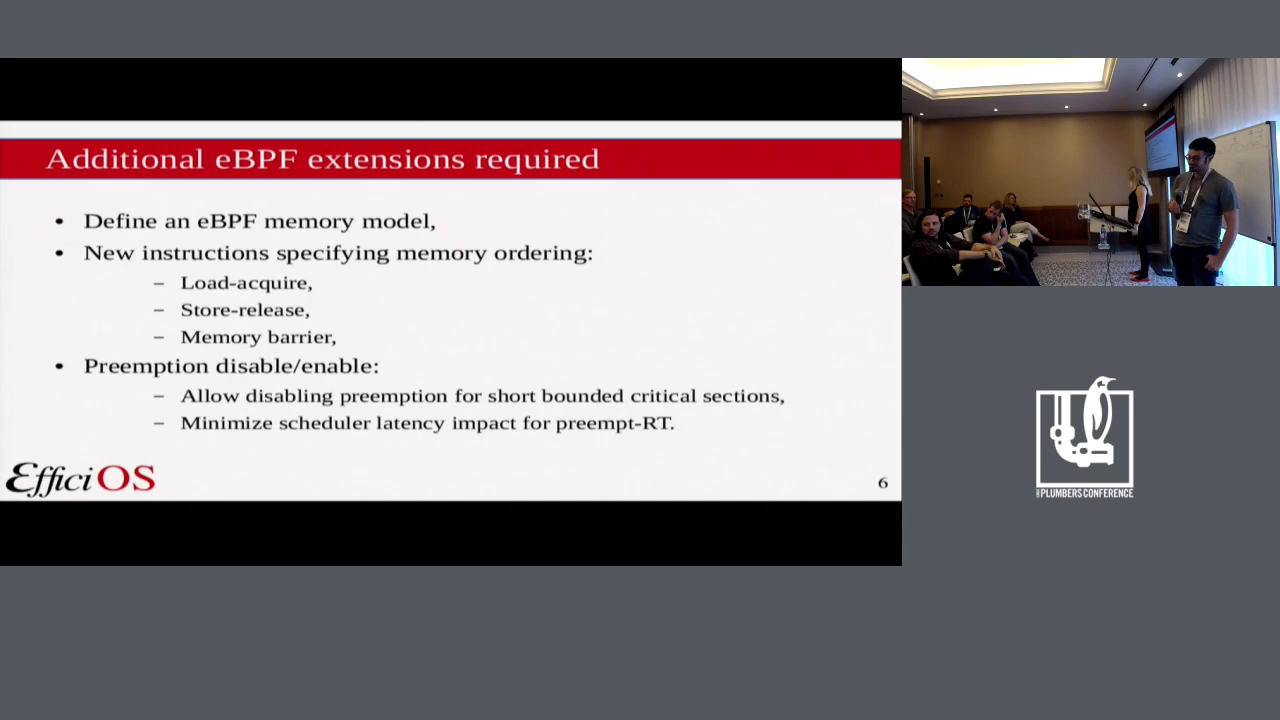 Additional eBPF extensions required
• Define an eBPF memory model,
• New instructions specifying memory ordering:
– Load-acquire,
– Store-release,
– Memory barrier,
• Preemption disable/enable:
– Allow disabling preemption for short bounded critical sections,
– Minimize scheduler latency impact for preempt-RT.
EfficiOS
6
PLUMBERS CONFERENCE